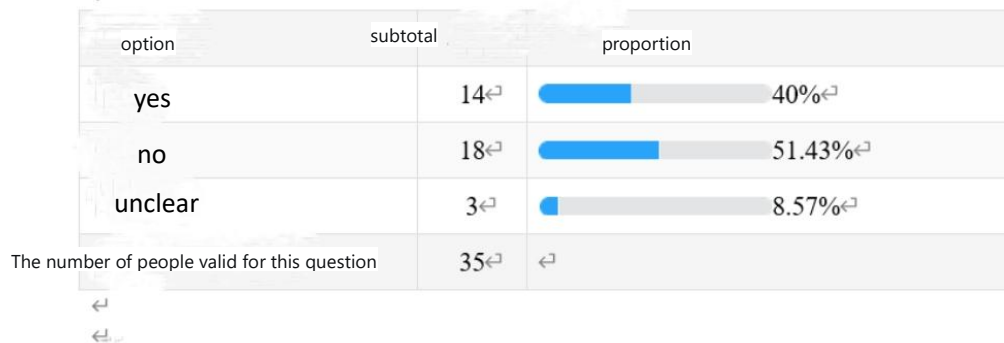 option subtotal proportion
yes 14↵ 40%↵
no 18↵ 51.43%↵
unclear 3↵ 8.57%↵
The number of people valid for this question 35↵ ↵
↵
↵